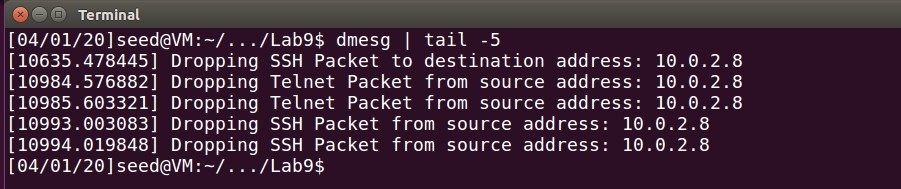 Terminal
[04/01/20]seed@VM:~/.../Lab9$ dmesg | tail -5
[10635.478445] Dropping SSH Packet to destination address: 10.0.2.8
[10984.576882] Dropping Telnet Packet from source address: 10.0.2.8
[10985.603321] Dropping Telnet Packet from source address: 10.0.2.8
[10993.003083] Dropping SSH Packet from source address: 10.0.2.8
[10994.019848] Dropping SSH Packet from source address: 10.0.2.8
[04/01/20]seed@VM:~/.../Lab9$